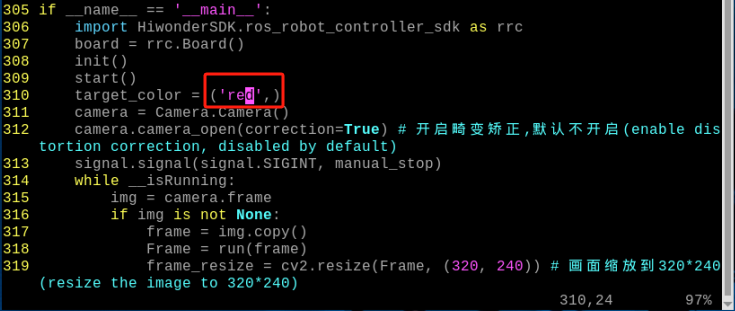 305 if __name__ == '__main__':
306     import HiwonderSDK.ros_robot_controller_sdk as rrc
307     board = rrc.Board()
308     init()
309     start()
310     target_color = ('red',)
311     camera = Camera.Camera()
312     camera.camera_open(correction=True) # 开启畸变矫正,默认不开启(enable dis
tortion correction, disabled by default)
313     signal.signal(signal.SIGINT, manual_stop)
314     while __isRunning:
315         img = camera.frame
316         if img is not None:
317             frame = img.copy()
318             Frame = run(frame)
319             frame_resize = cv2.resize(Frame, (320, 240)) # 画面缩放到320*240
(resize the image to 320*240)
310,24 97%